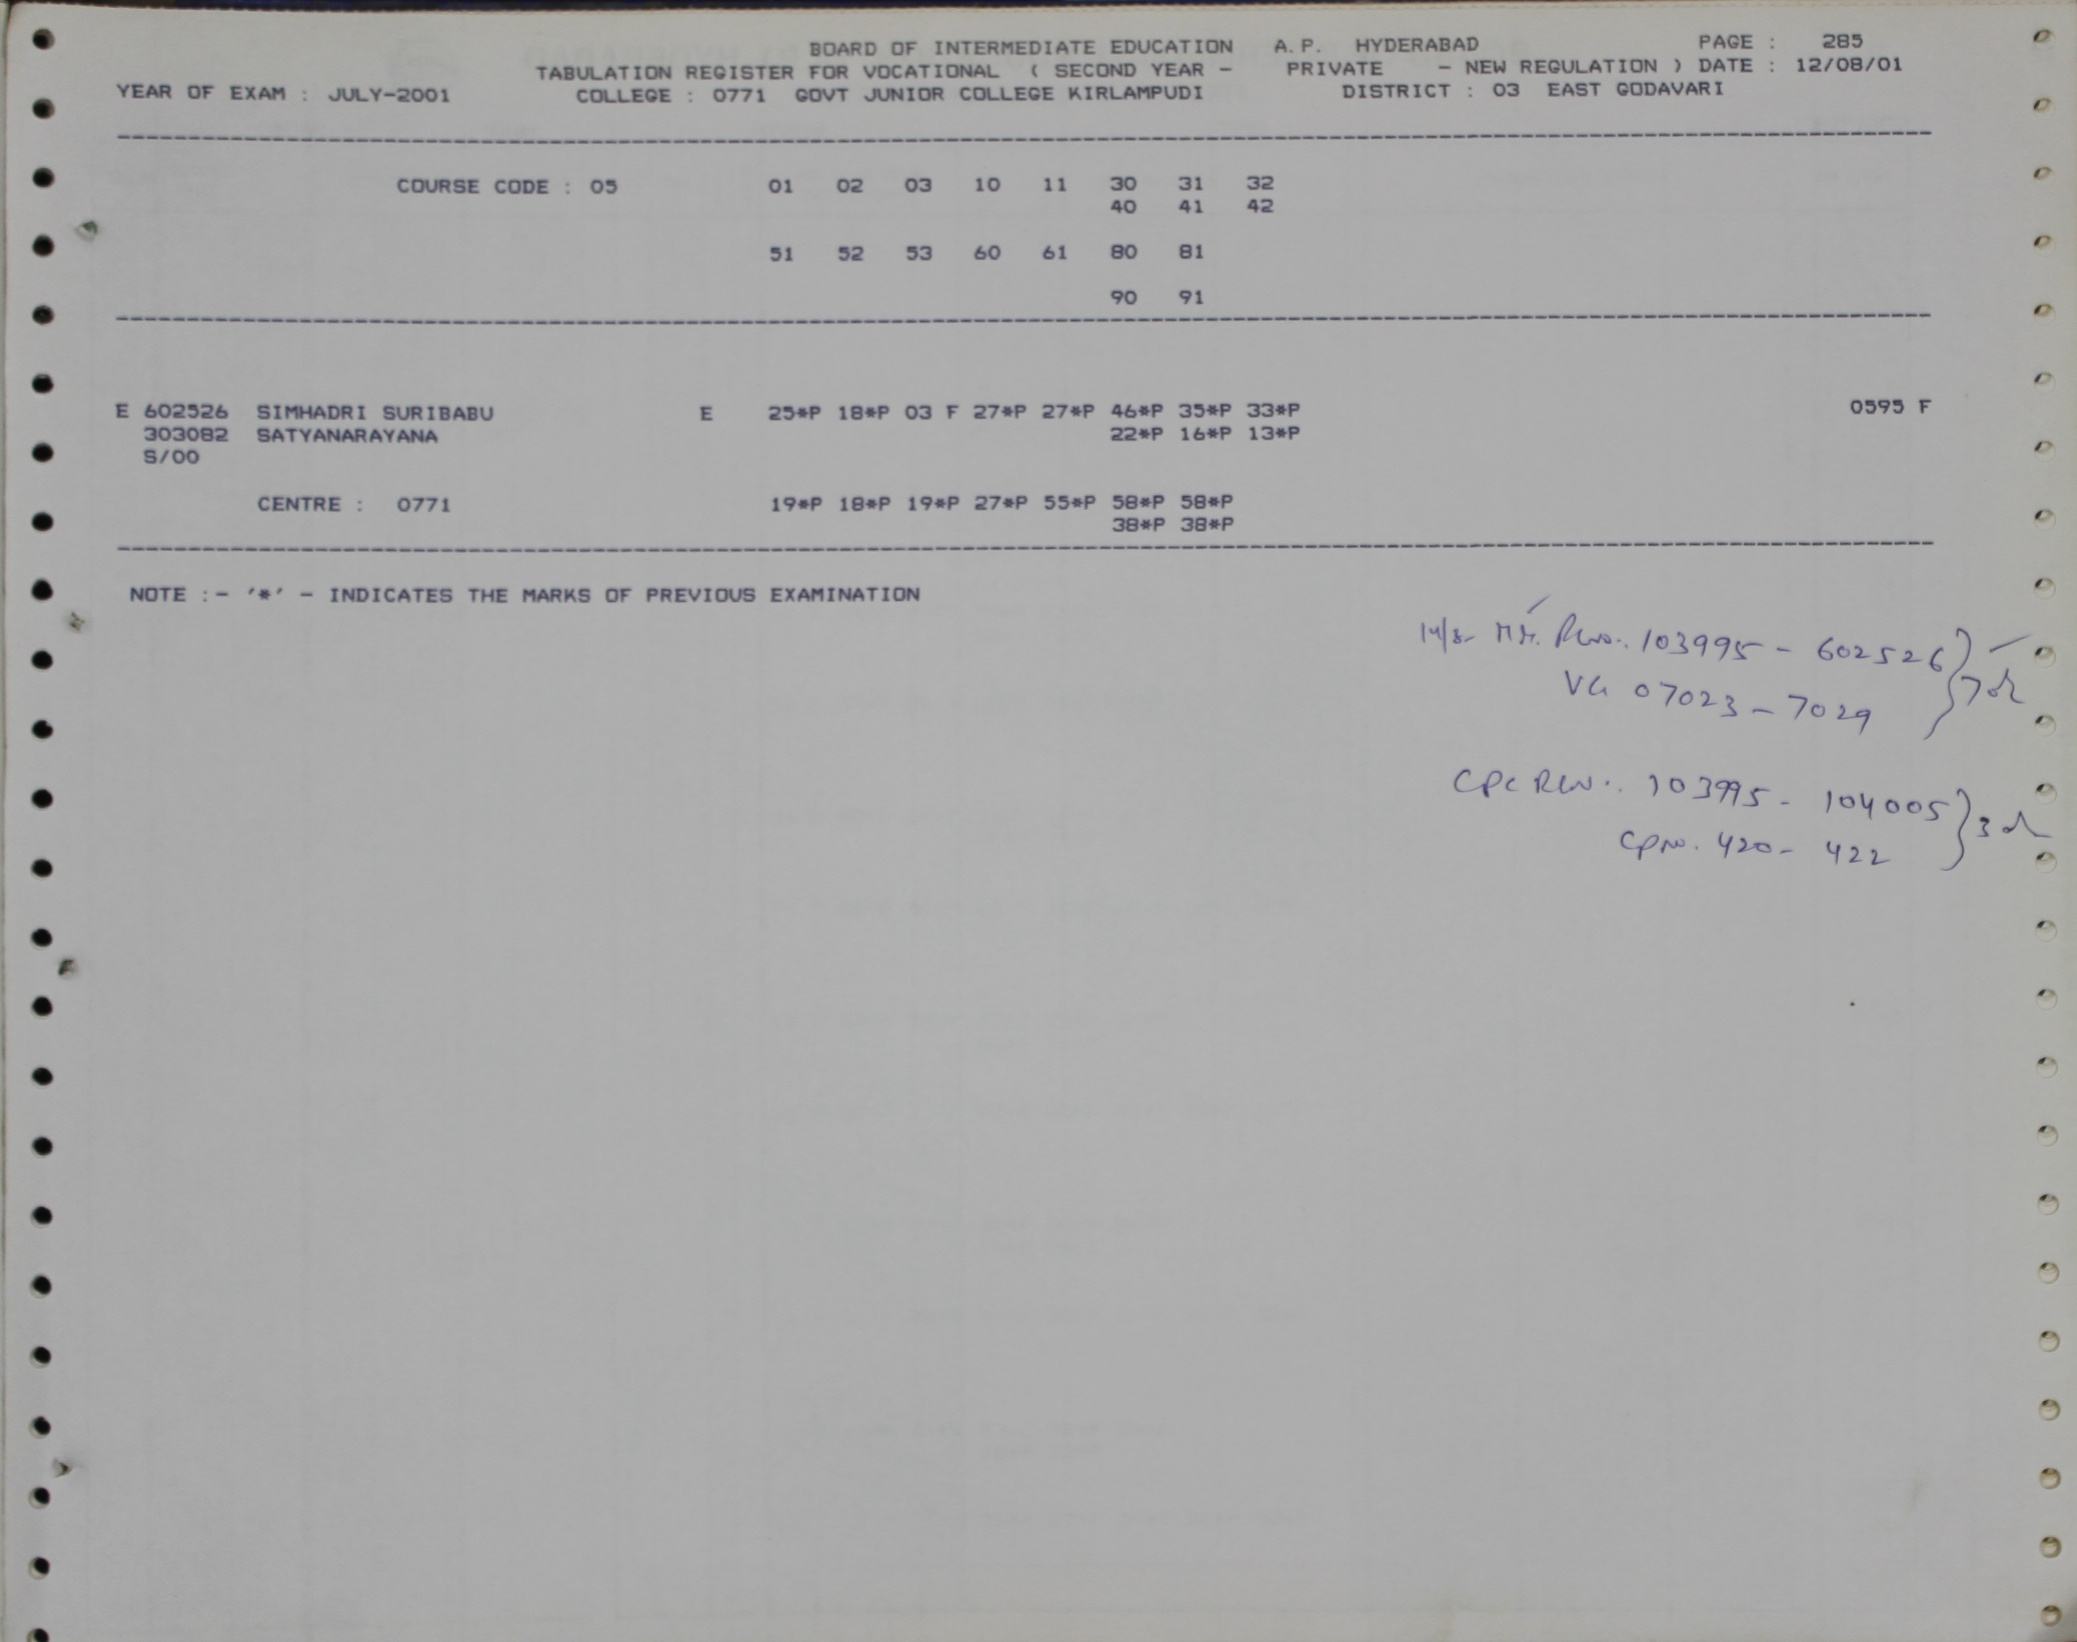 BOARD OF INTERMEDIATE EDUCATION A.P. HYDERABAD PAGE : 285
TABULATION REGISTER FOR VOCATIONAL ( SECOND YEAR - PRIVATE - NEW REGULATION ) DATE : 12/08/01
YEAR OF EXAM : JULY-2001 COLLEGE : 0771 GOVT JUNIOR COLLEGE KIRLAMPUDI DISTRICT : 03 EAST GODAVARI
COURSE CODE : 05 01 02 03 10 11 30 31 32
40 41 42
51 52 53 60 61 80 81
90 91
E 602526 SIMHADRI SURIBABU E 25*P 18*P 03 F 27*P 27*P 46*P 35*P 33*P 0595 F
303082 SATYANARAYANA 22*P 16*P 13*P
S/00
CENTRE : 0771 19*P 18*P 19*P 27*P 55*P 58*P 58*P
38*P 38*P
NOTE :- '*' - INDICATES THE MARKS OF PREVIOUS EXAMINATION
103995 - 602526
07023 - 7029
103995 - 104005
420 - 422